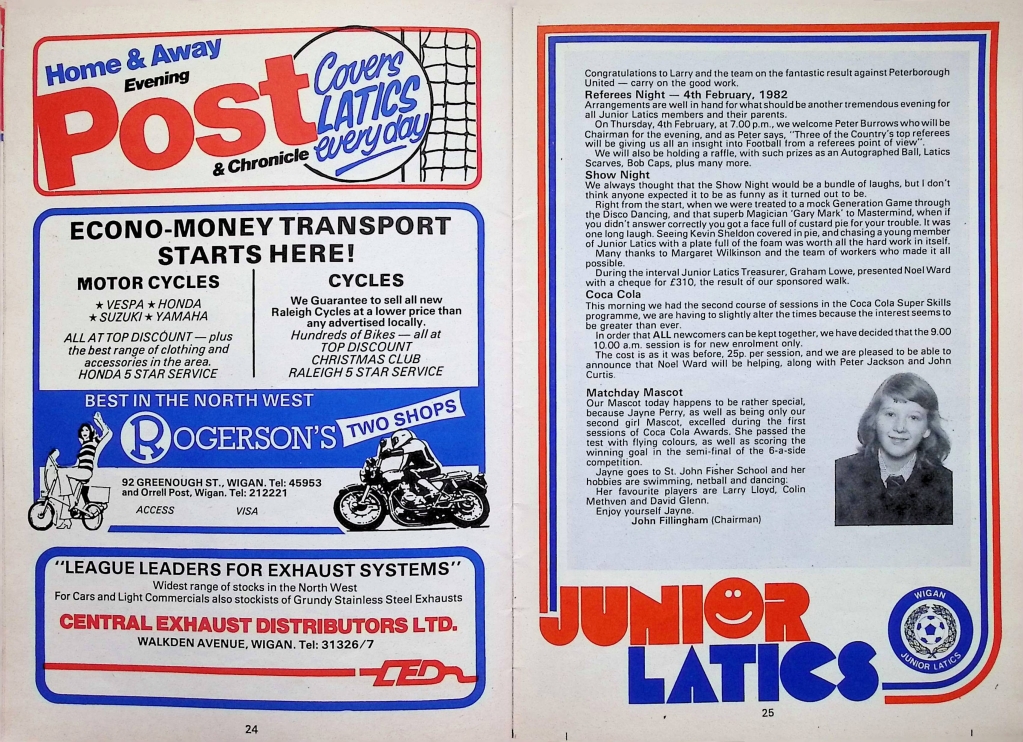 Home & Away
Evening
Post
& Chronicle
Covers
LATICS
every day
ECONO-MONEY TRANSPORT
STARTS HERE!
MOTOR CYCLES
★ VESPA ★ HONDA
★ SUZUKI ★ YAMAHA
ALL AT TOP DISCOUNT — plus
the best range of clothing and
accessories in the area.
HONDA 5 STAR SERVICE
CYCLES
We Guarantee to sell all new
Raleigh Cycles at a lower price than
any advertised locally.
Hundreds of Bikes — all at
TOP DISCOUNT
CHRISTMAS CLUB
RALEIGH 5 STAR SERVICE
BEST IN THE NORTH WEST
ROGERSON'S TWO SHOPS
92 GREENOUGH ST., WIGAN. Tel: 45953
and Orrell Post, Wigan. Tel: 212221
ACCESS VISA
"LEAGUE LEADERS FOR EXHAUST SYSTEMS"
Widest range of stocks in the North West
For Cars and Light Commercials also stockists of Grundy Stainless Steel Exhausts
CENTRAL EXHAUST DISTRIBUTORS LTD.
WALKDEN AVENUE, WIGAN. Tel: 31326/7
CED
24
Congratulations to Larry and the team on the fantastic result against Peterborough
United — carry on the good work.
Referees Night — 4th February, 1982
Arrangements are well in hand for what should be another tremendous evening for
all Junior Latics members and their parents.
On Thursday, 4th February, at 7.00 p.m., we welcome Peter Burrows who will be
Chairman for the evening, and as Peter says, "Three of the Country's top referees
will be giving us all an insight into Football from a referees point of view".
We will also be holding a raffle, with such prizes as an Autographed Ball, Latics
Scarves, Bob Caps, plus many more.
Show Night
We always thought that the Show Night would be a bundle of laughs, but I don't
think anyone expected it to be as funny as it turned out to be.
Right from the start, when we were treated to a mock Generation Game through
the Disco Dancing, and that superb Magician 'Gary Mark' to Mastermind, when if
you didn't answer correctly you got a face full of custard pie for your trouble. It was
one long laugh. Seeing Kevin Sheldon covered in pie, and chasing a young member
of Junior Latics with a plate full of the foam was worth all the hard work in itself.
Many thanks to Margaret Wilkinson and the team of workers who made it all
possible.
During the interval Junior Latics Treasurer, Graham Lowe, presented Noel Ward
with a cheque for £310, the result of our sponsored walk.
Coca Cola
This morning we had the second course of sessions in the Coca Cola Super Skills
programme, we are having to slightly alter the times because the interest seems to
be greater than ever.
In order that ALL newcomers can be kept together, we have decided that the 9.00
10.00 a.m. session is for new enrolment only.
The cost is as it was before, 25p. per session, and we are pleased to be able to
announce that Noel Ward will be helping, along with Peter Jackson and John
Curtis.
Matchday Mascot
Our Mascot today happens to be rather special,
because Jayne Perry, as well as being only our
second girl Mascot, excelled during the first
sessions of Coca Cola Awards. She passed the
test with flying colours, as well as scoring the
winning goal in the semi-final of the 6-a-side
competition.
Jayne goes to St. John Fisher School and her
hobbies are swimming, netball and dancing.
Her favourite players are Larry Lloyd, Colin
Methven and David Glenn.
Enjoy yourself Jayne.
John Fillingham (Chairman)
JUNIOR
LATICS
WIGAN
JUNIOR LATICS
25